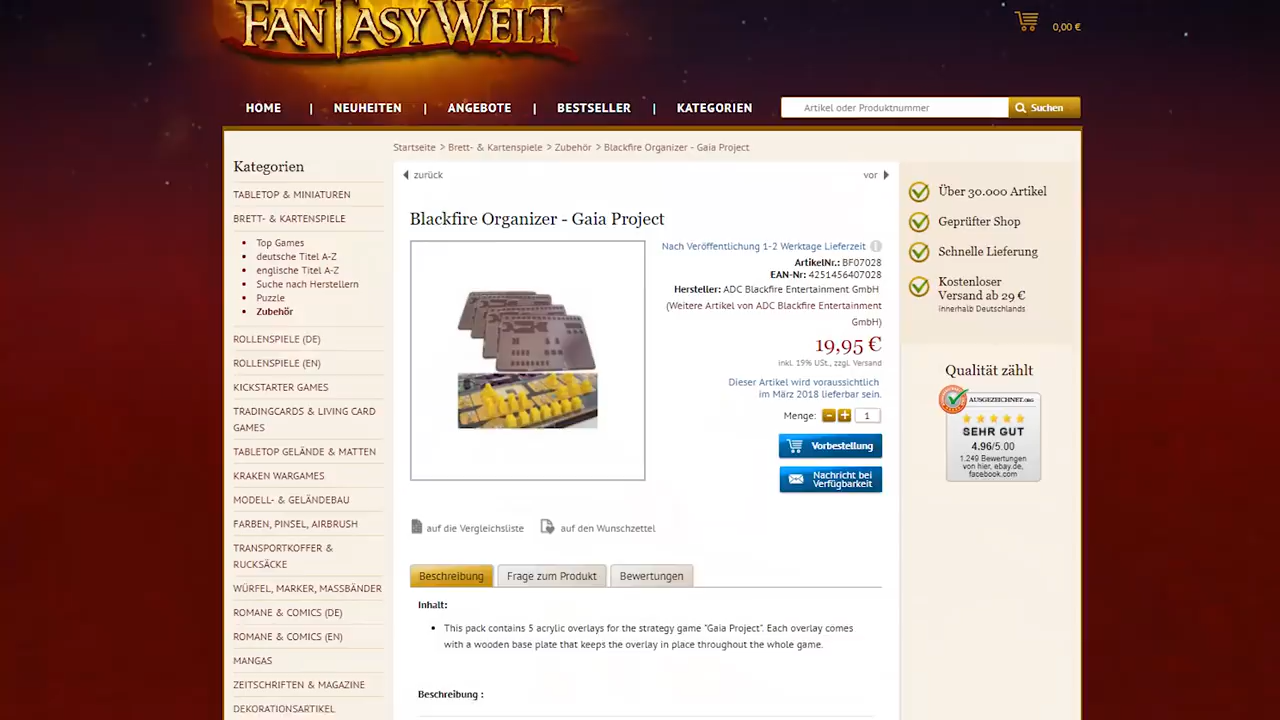 FANTASYWELT
0,00 €
HOME | NEUHEITEN | ANGEBOTE | BESTSELLER | KATEGORIEN
Artikel oder Produktnummer
Suchen
Kategorien
TABLETOP & MINIATUREN
BRETT- & KARTENSPIELE
Top Games
deutsche Titel A-Z
englische Titel A-Z
Suche nach Herstellern
Puzzle
Zubehör
ROLLENSPIELE (DE)
ROLLENSPIELE (EN)
KICKSTARTER GAMES
TRADINGCARDS & LIVING CARD
GAMES
TABLETOP GELÄNDE & MATTEN
KRAKEN WARGAMES
MODELL- & GELÄNDEBAU
FARBEN, PINSEL, AIRBRUSH
TRANSPORTKOFFER &
RUCKSÄCKE
WÜRFEL, MARKER, MASSBÄNDER
ROMANE & COMICS (DE)
ROMANE & COMICS (EN)
MANGAS
ZEITSCHRIFTEN & MAGAZINE
DEKORATIONSARTIKEL
Startseite > Brett- & Kartenspiele > Zubehör > Blackfire Organizer - Gaia Project
zurück
vor
Blackfire Organizer - Gaia Project
Nach Veröffentlichung 1-2 Werktage Lieferzeit
ArtikelNr.: BF07028
EAN-Nr: 4251456407028
Hersteller: ADC Blackfire Entertainment GmbH
(Weitere Artikel von ADC Blackfire Entertainment
GmbH)
19,95 €
inkl. 19% USt., zzgl. Versand
Dieser Artikel wird voraussichtlich
im März 2018 lieferbar sein.
Menge: - + 1
Vorbestellung
Nachricht bei
Verfügbarkeit
auf die Vergleichsliste
auf den Wunschzettel
Beschreibung
Frage zum Produkt
Bewertungen
Inhalt:
This pack contains 5 acrylic overlays for the strategy game "Gaia Project". Each overlay comes
with a wooden base plate that keeps the overlay in place throughout the whole game.
Beschreibung :
Über 30.000 Artikel
Geprüfter Shop
Schnelle Lieferung
Kostenloser
Versand ab 29 €
innerhalb Deutschlands
Qualität zählt
AUSGEZEICHNET.ORG
SEHR GUT
4.96/5.00
1.249 Bewertungen
von hier, ebay.de,
facebook.com